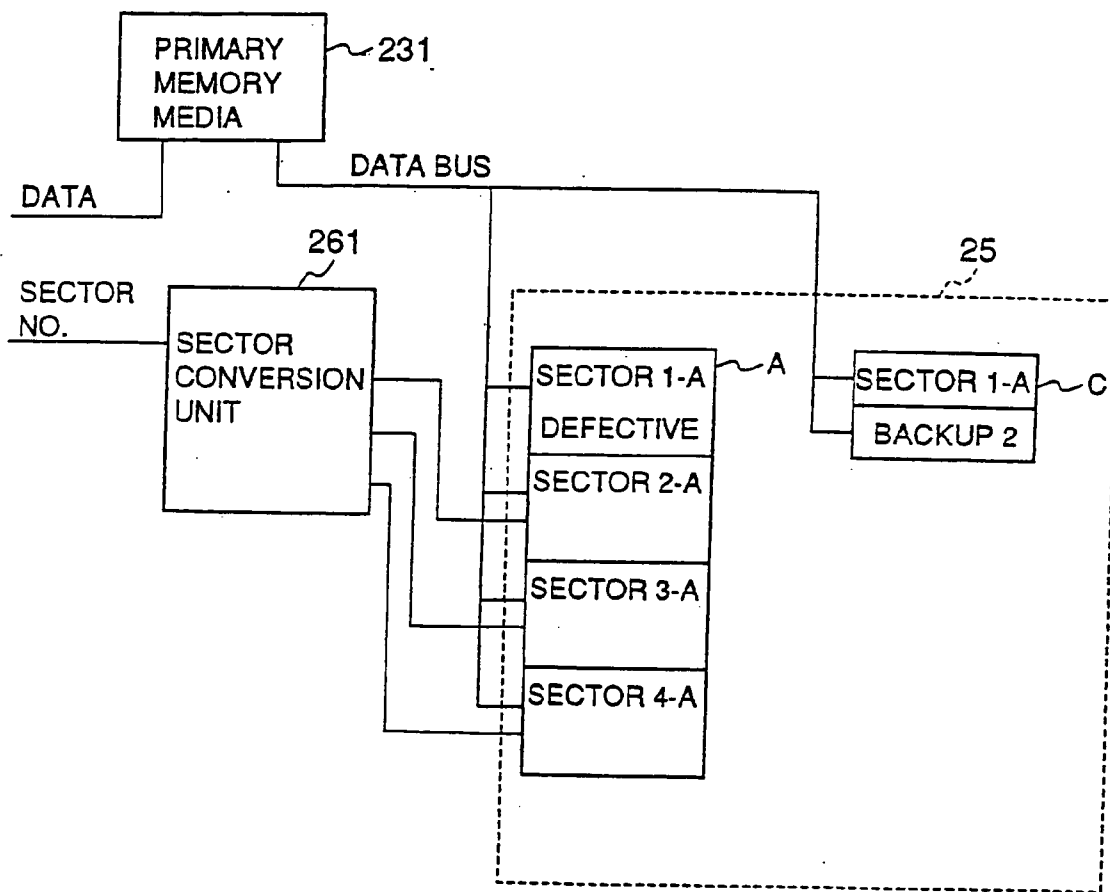 PRIMARY
MEMORY
MEDIA
231
DATA BUS
DATA
261
25
SECTOR
NO.
SECTOR
CONVERSION
UNIT
SECTOR 1-A
A
DEFECTIVE
SECTOR 2-A
SECTOR 3-A
SECTOR 4-A
SECTOR 1-A
C
BACKUP 2